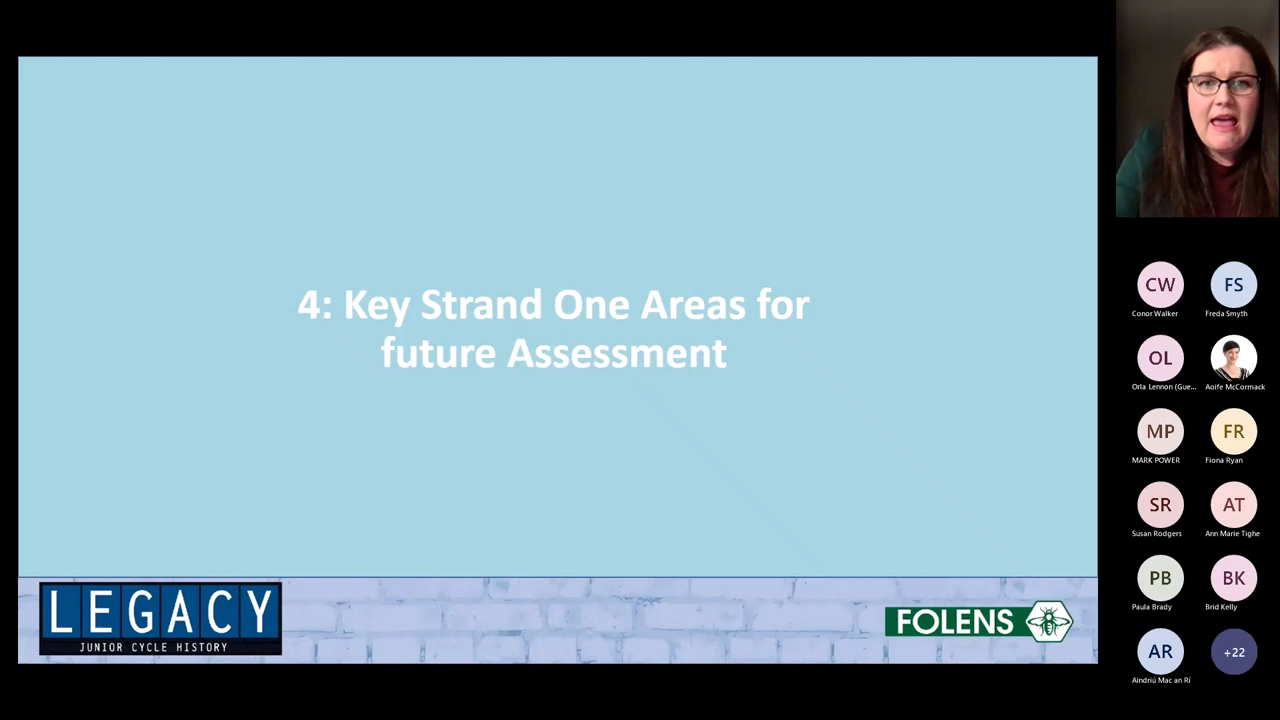 4: Key Strand One Areas for
future Assessment
LEGACY
JUNIOR CYCLE HISTORY
FOLENS
CW
Conor Walker
FS
Freda Smyth
OL
Orla Lennon (Gue...
Aoife McCormack
MP
MARK POWER
FR
Fiona Ryan
SR
Susan Rodgers
AT
Ann Marie Tighe
PB
Paula Brady
BK
Brid Kelly
AR
Aindriú Mac an Rí
+22